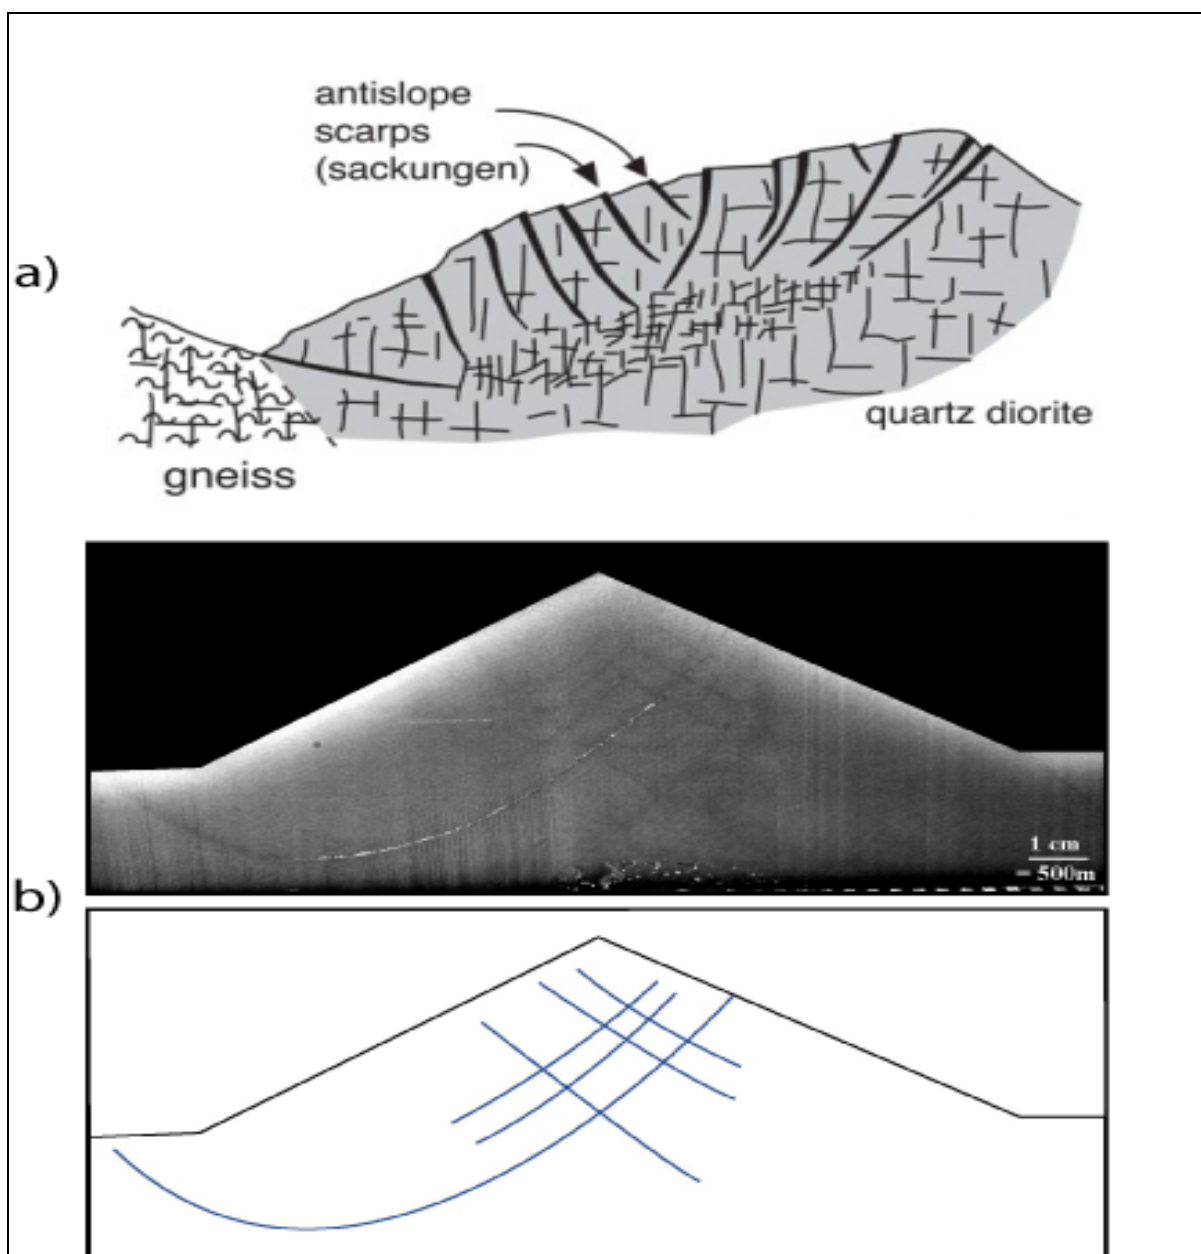 antislope
scarps
(sackungen)
a)
quartz diorite
gneiss
1 cm
500m
b)